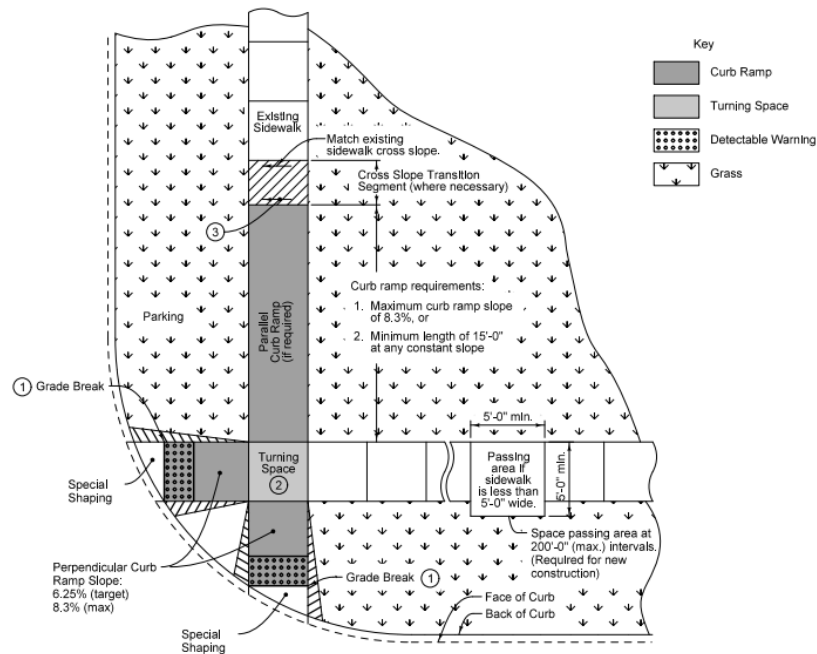 Key
Curb Ramp
Turning Space
Detectable Warning
Grass
Existing
Sidewalk
Match existing
sidewalk cross slope.
Cross Slope Transition
Segment (where necessary)
3
Curb ramp requirements:
1. Maximum curb ramp slope
of 8.3%, or
2. Minimum length of 15'-0"
at any constant slope
Parking
Parallel
Curb Ramp
(if required)
1 Grade Break
5'-0" min.
Turning
Space
2
Passing
area if
sidewalk
is less than
5'-0" wide.
5'-0" min.
Special
Shaping
Space passing area at
200'-0" (max.) intervals.
(Required for new
construction)
Perpendicular Curb
Ramp Slope:
6.25% (target)
8.3% (max)
Grade Break 1
Face of Curb
Back of Curb
Special
Shaping